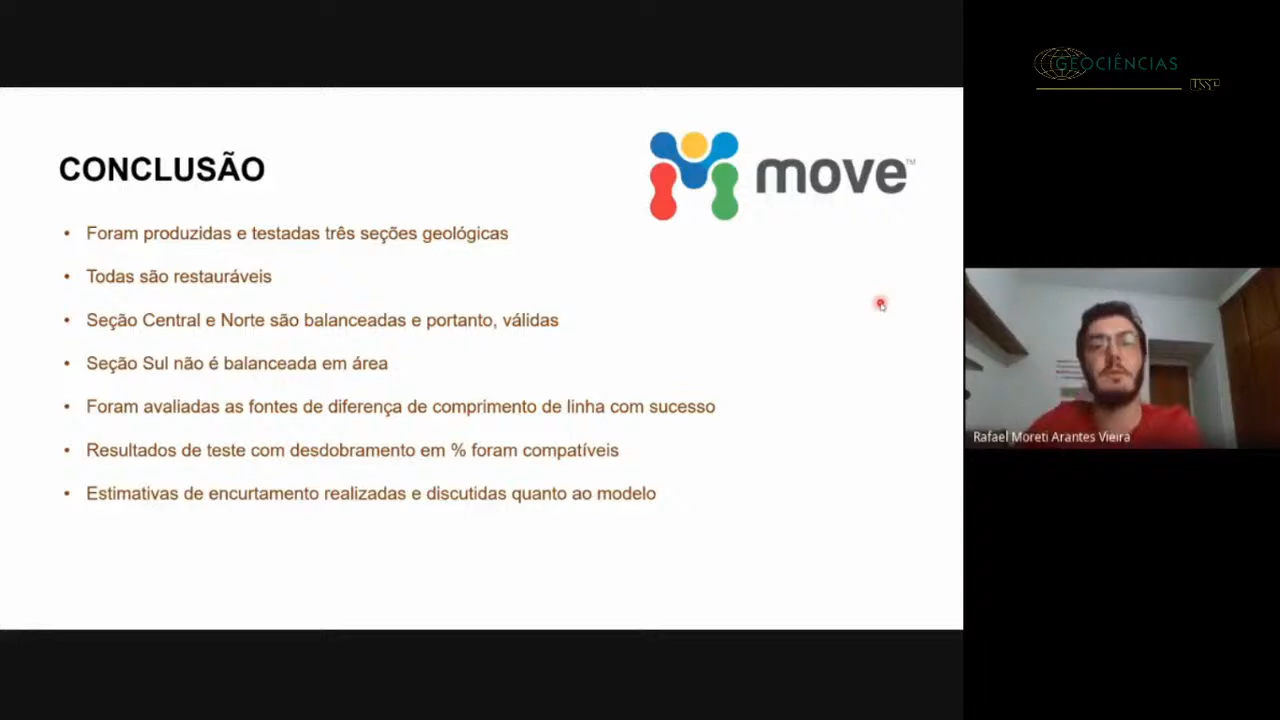 GEOCIÊNCIAS
USP
CONCLUSÃO
move™
• Foram produzidas e testadas três seções geológicas
• Todas são restauráveis
• Seção Central e Norte são balanceadas e portanto, válidas
• Seção Sul não é balanceada em área
• Foram avaliadas as fontes de diferença de comprimento de linha com sucesso
• Resultados de teste com desdobramento em % foram compatíveis
• Estimativas de encurtamento realizadas e discutidas quanto ao modelo
Rafael Moreti Arantes Vieira